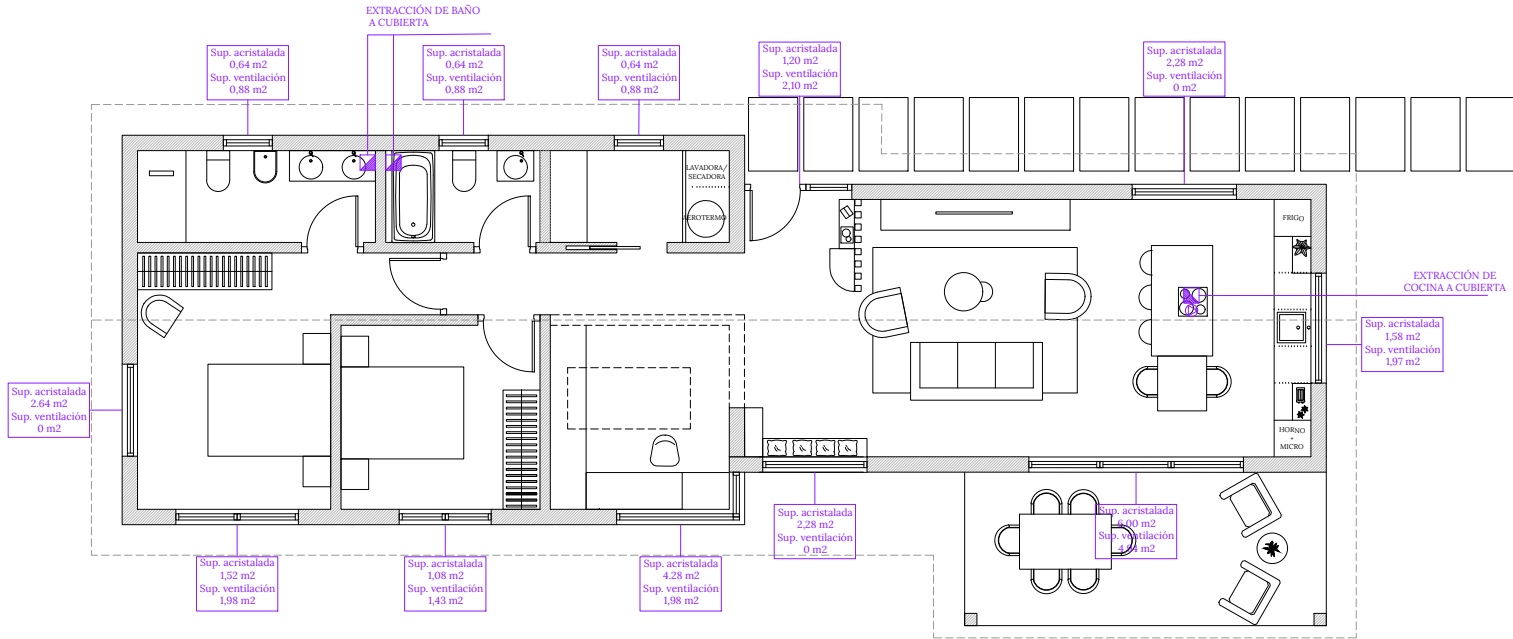 EXTRACCIÓN DE BAÑO
A CUBIERTA
Sup. acristalada
0,64 m2
Sup. ventilación
0,88 m2
Sup. acristalada
0,64 m2
Sup. ventilación
0,88 m2
Sup. acristalada
0,64 m2
Sup. ventilación
0,88 m2
Sup. acristalada
1,20 m2
Sup. ventilación
2,10 m2
Sup. acristalada
2,28 m2
Sup. ventilación
0 m2
LAVADORA/
SECADORA
AEROTERMO
FRIGO
EXTRACCIÓN DE
COCINA A CUBIERTA
Sup. acristalada
1,58 m2
Sup. ventilación
1,97 m2
Sup. acristalada
2.64 m2
Sup. ventilación
0 m2
HORNO
+
MICRO
Sup. acristalada
1,52 m2
Sup. ventilación
1,98 m2
Sup. acristalada
1,08 m2
Sup. ventilación
1,43 m2
Sup. acristalada
4.28 m2
Sup. ventilación
1,98 m2
Sup. acristalada
2,28 m2
Sup. ventilación
0 m2
Sup. acristalada
6.00 m2
Sup. ventilación
m2